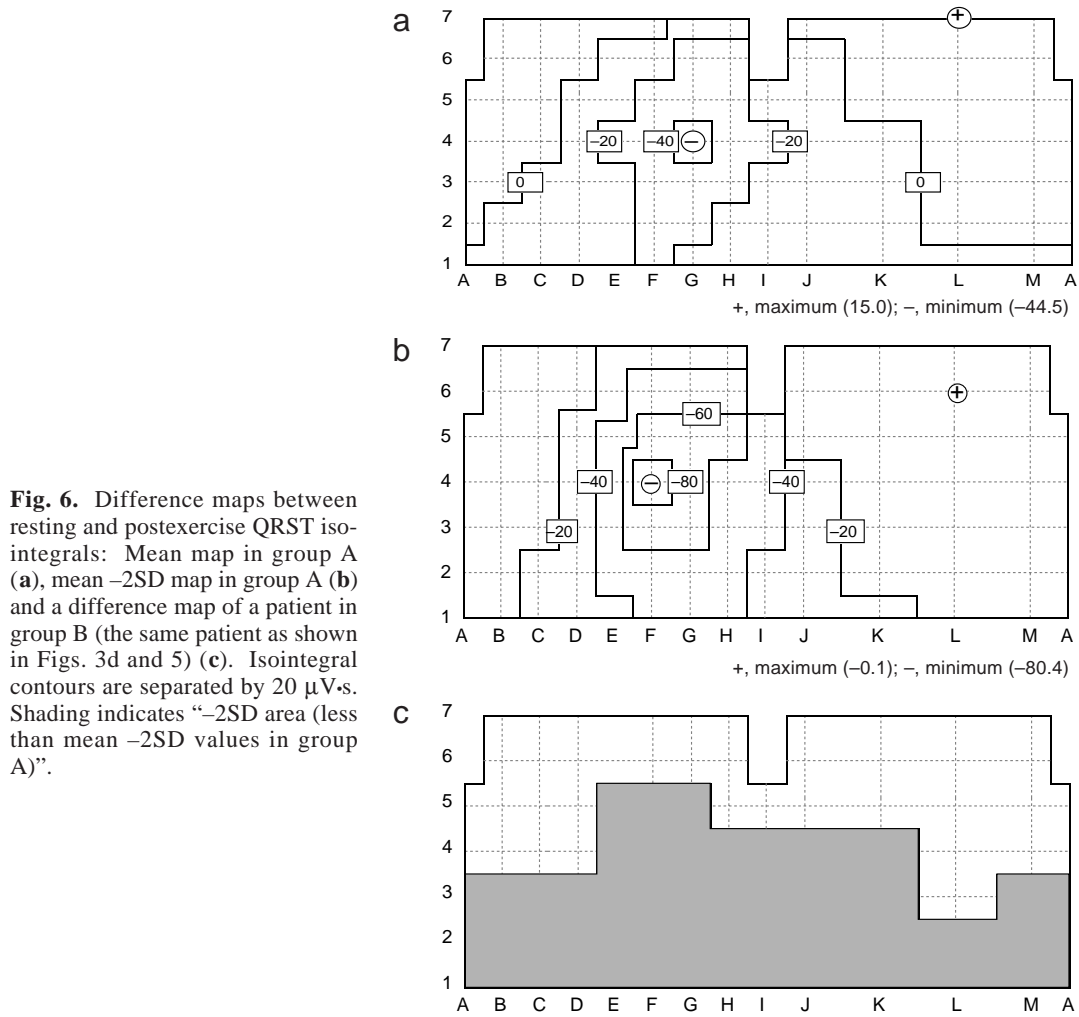 a
7
6
5
4
3
2
1
0
–20
–40
–
–20
0
+
A B C D E F G H I J K L M A
+, maximum (15.0); –, minimum (–44.5)
b
7
6
5
4
3
2
1
–20
–40
–60
–
–80
–40
–20
+
A B C D E F G H I J K L M A
+, maximum (–0.1); –, minimum (–80.4)
c
7
6
5
4
3
2
1
A B C D E F G H I J K L M A
Fig. 6. Difference maps between
resting and postexercise QRST iso-
integrals: Mean map in group A
(a), mean –2SD map in group A (b)
and a difference map of a patient in
group B (the same patient as shown
in Figs. 3d and 5) (c). Isointegral
contours are separated by 20 μV•s.
Shading indicates “–2SD area (less
than mean –2SD values in group
A)”.